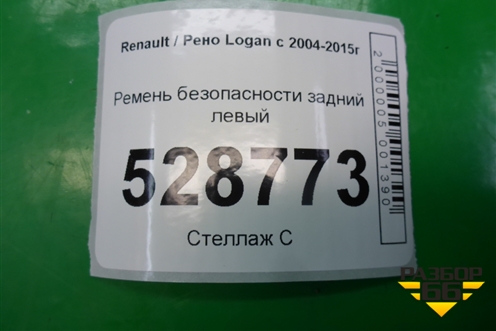 Renault / Рено Logan с 2004-2015г
Ремень безопасности задний
левый
528773
Стеллаж С
2000005001390
РАЗБОР
66